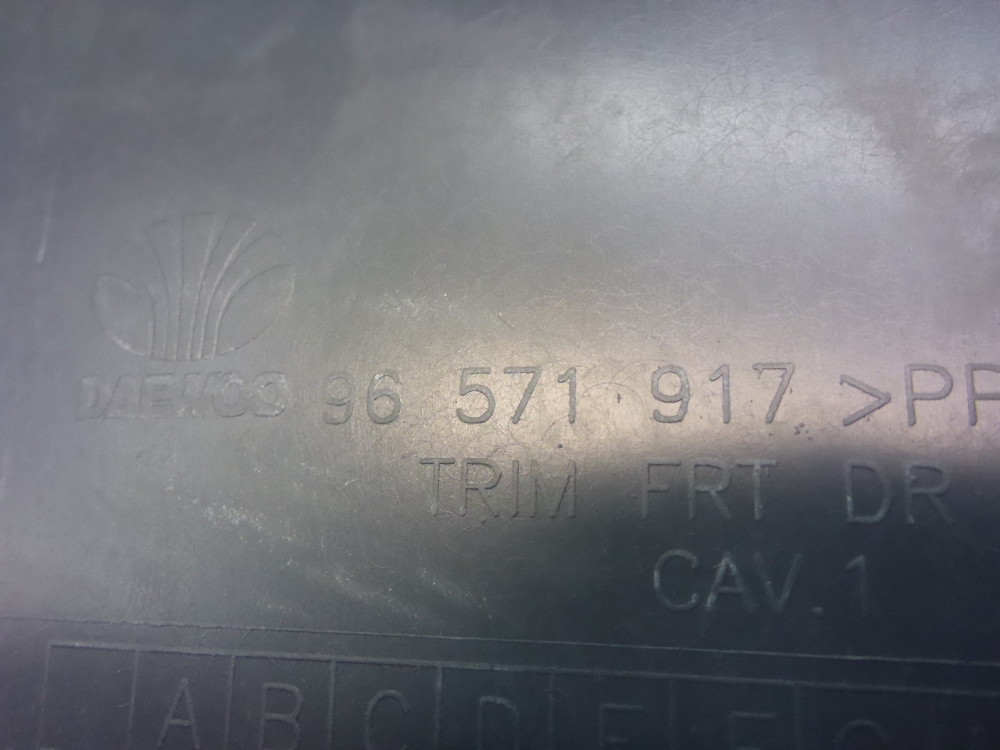 DAEWOO 96 571 917 >PP
TRIM FRT DR
CAV.1
A B C D E F G